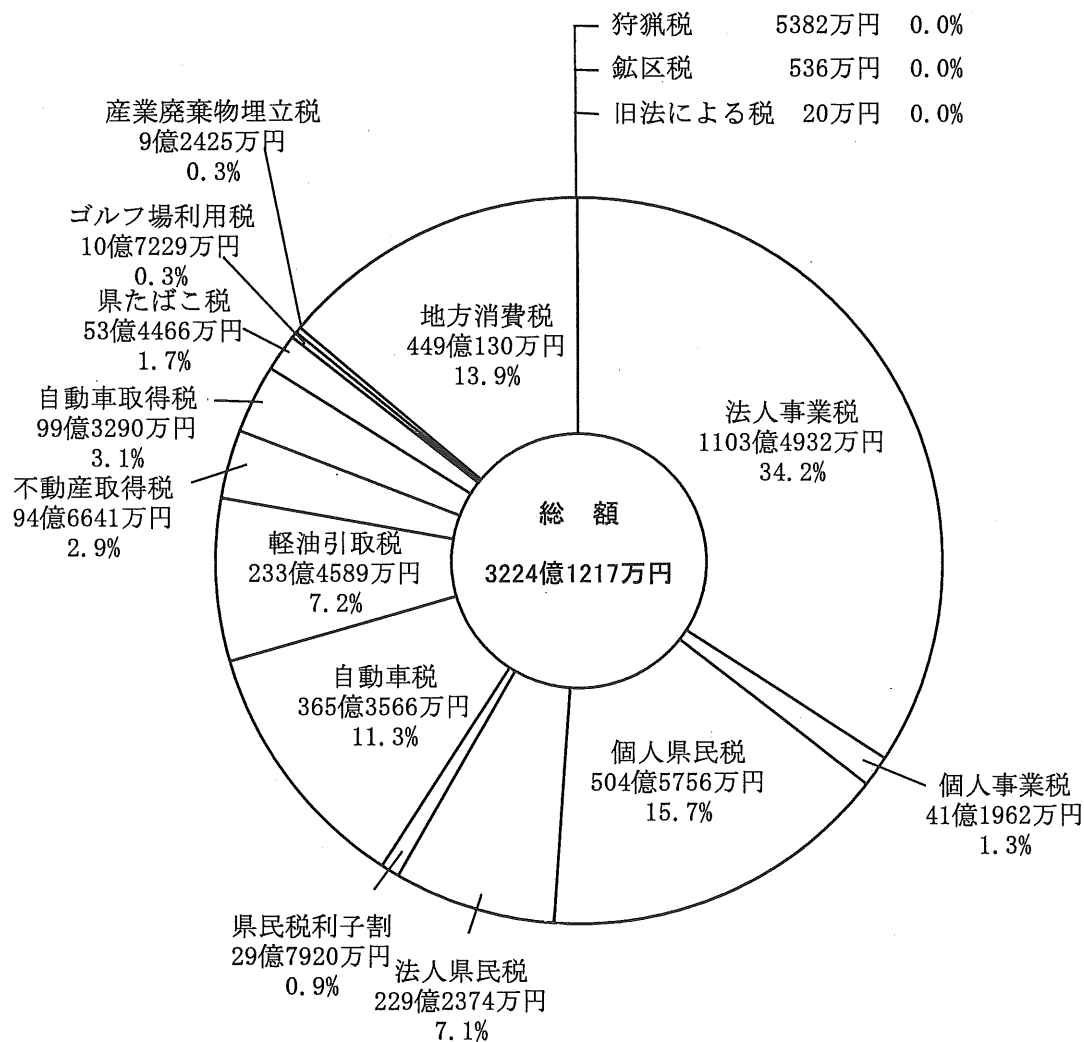 狩猟税 5382万円 0.0%
鉱区税 536万円 0.0%
旧法による税 20万円 0.0%
産業廃棄物埋立税
9億2425万円
0.3%
ゴルフ場利用税
10億7229万円
0.3%
県たばこ税
53億4466万円
1.7%
自動車取得税
99億3290万円
3.1%
不動産取得税
94億6641万円
2.9%
地方消費税
449億130万円
13.9%
法人事業税
1103億4932万円
34.2%
総 額
3224億1217万円
軽油引取税
233億4589万円
7.2%
自動車税
365億3566万円
11.3%
個人県民税
504億5756万円
15.7%
個人事業税
41億1962万円
1.3%
県民税利子割
29億7920万円
0.9%
法人県民税
229億2374万円
7.1%